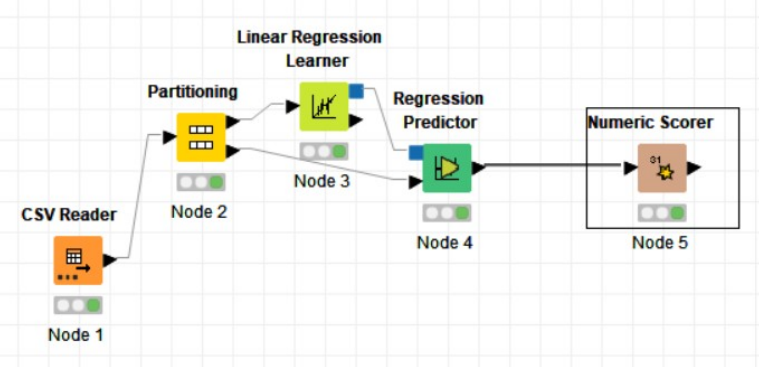 Linear Regression
Learner
Partitioning
Regression
Predictor
Numeric Scorer
Node 3
Node 2
CSV Reader
Node 4
Node 5
Node 1